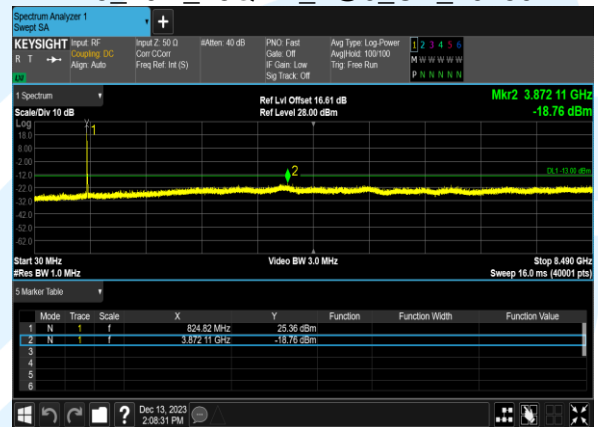 Spectrum Analyzer 1
Swept SA
KEYSIGHT Input: RF Input Z: 50 Ω #Atten: 40 dB PNO: Fast Avg Type: Log-Power 1 2 3 4 5 6
R T Coupling: DC Corr CCorr Gate: Off Avg|Hold: 100/100 M W W W W W
Align: Auto Freq Ref: Int (S) IF Gain: Low Trig: Free Run
Sig Track: Off P N N N N N
1 Spectrum
Ref Lvl Offset 16.61 dB Mkr2 3.872 11 GHz
Scale/Div 10 dB Ref Level 28.00 dBm -18.76 dBm
Log
18.0
8.00
-2.00
-12.0
-22.0
-32.0
-42.0
-52.0
-62.0
1
2
DL1 -13.00 dBm
Start 30 MHz Video BW 3.0 MHz Stop 8.490 GHz
#Res BW 1.0 MHz Sweep 16.0 ms (40001 pts)
5 Marker Table
Mode Trace Scale X Y Function Function Width Function Value
1 N 1 f 824.82 MHz 25.36 dBm
2 N 1 f 3.872 11 GHz -18.76 dBm
3
4
5
6
? Dec 13, 2023
2:08:31 PM